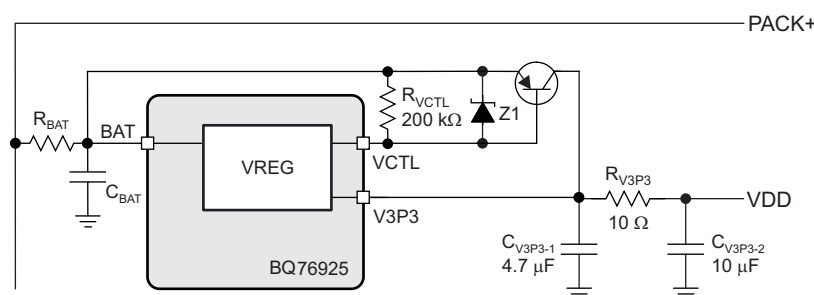 PACK+
RBAT
BAT
CBAT
VREG
RVCTL
200 kΩ
Z1
VCTL
V3P3
BQ76925
RV3P3
10 Ω
VDD
CV3P3-1
4.7 μF
CV3P3-2
10 μF